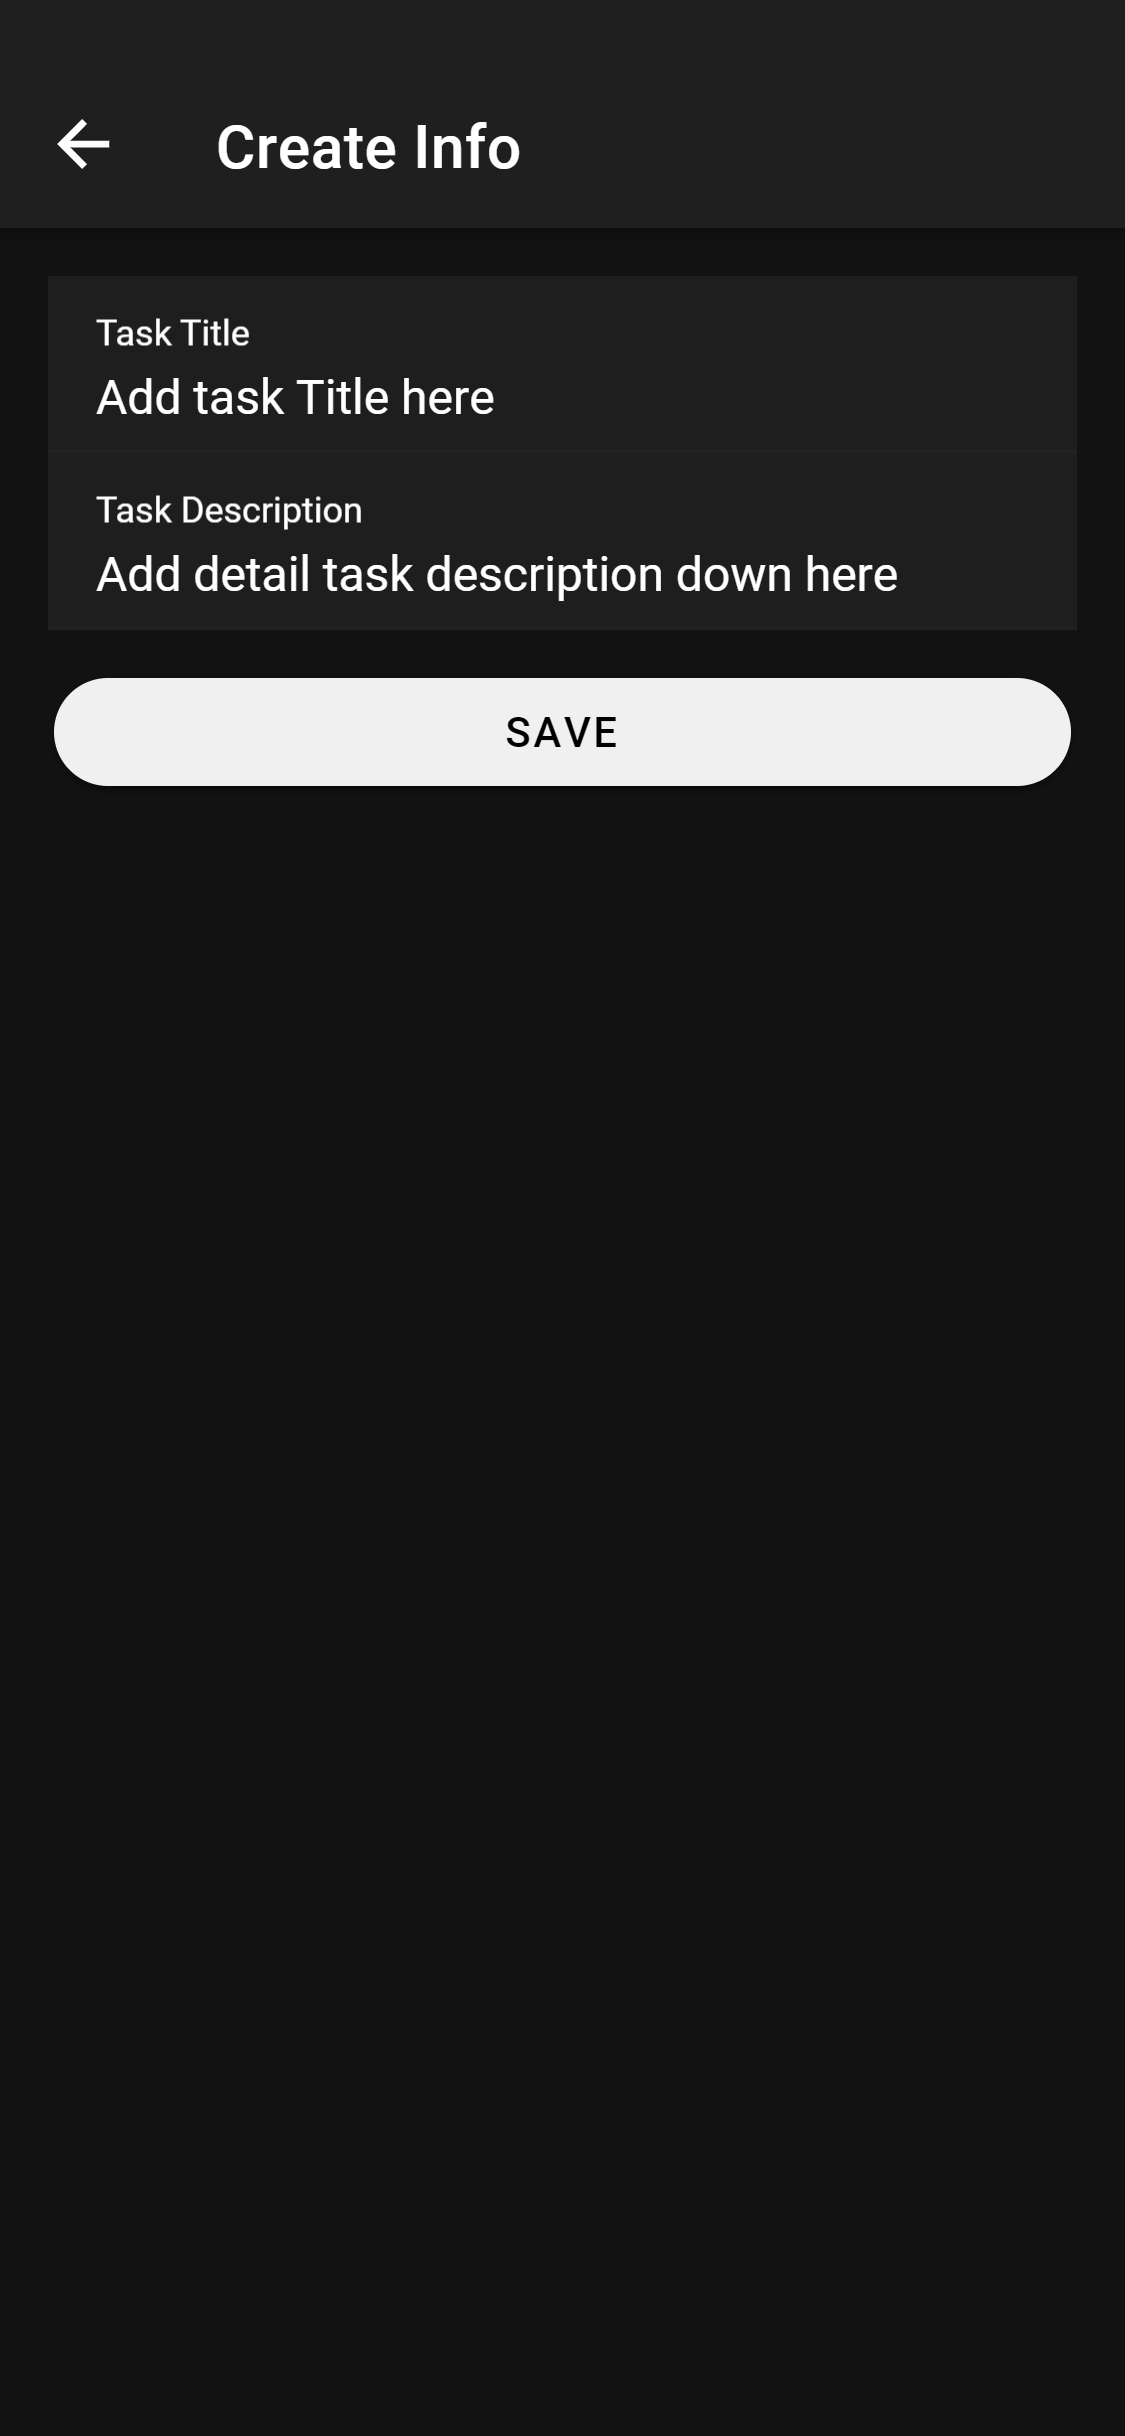 Create Info
Task Title
Add task Title here
Task Description
Add detail task description down here
SAVE